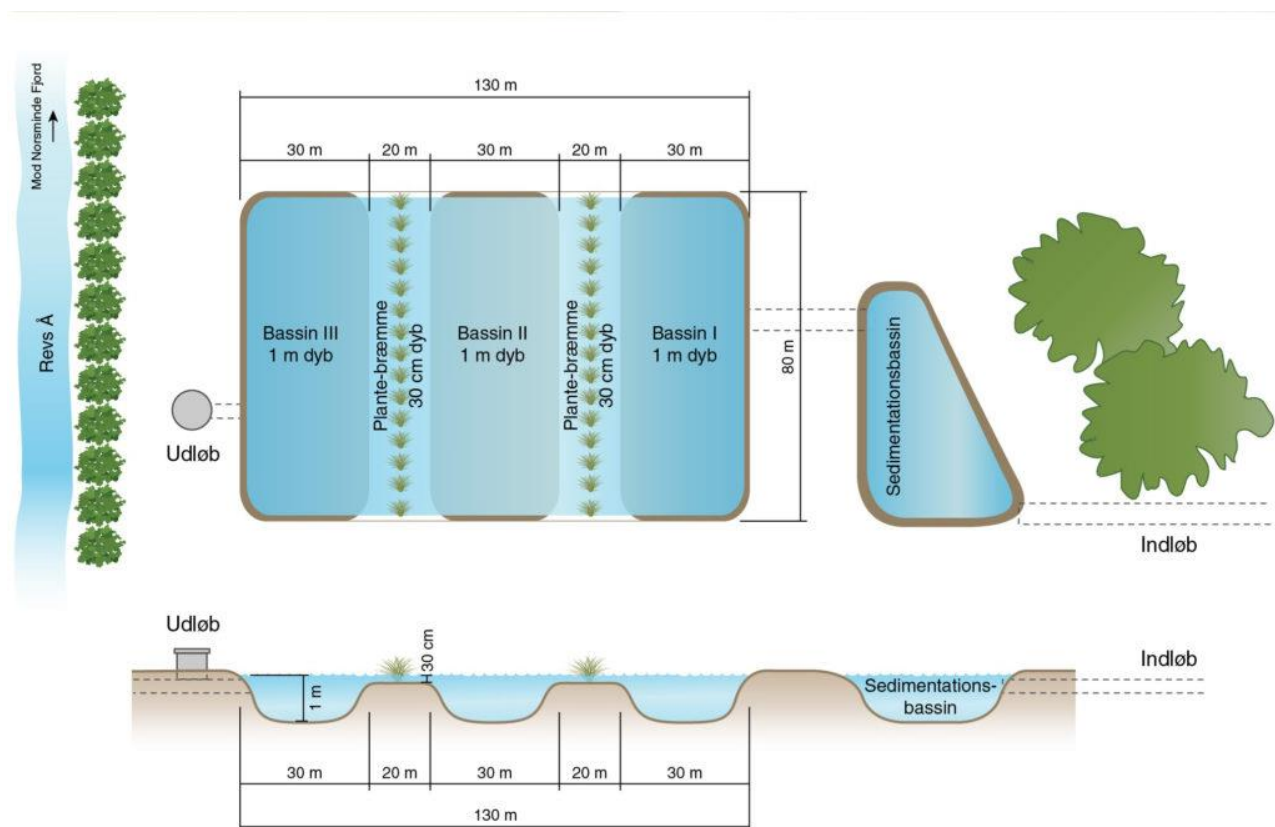 130 m
30 m 20 m 30 m 20 m 30 m
Mod Norsminde Fjord
Revs Å
Bassin III
1 m dyb
Plante-bræmme
30 cm dyb
Bassin II
1 m dyb
Plante-bræmme
30 cm dyb
Bassin I
1 m dyb
80 m
Sedimentationsbassin
Udløb
Indløb
Udløb
30 cm
1 m
Sedimentations-
bassin
Indløb
30 m 20 m 30 m 20 m 30 m
130 m